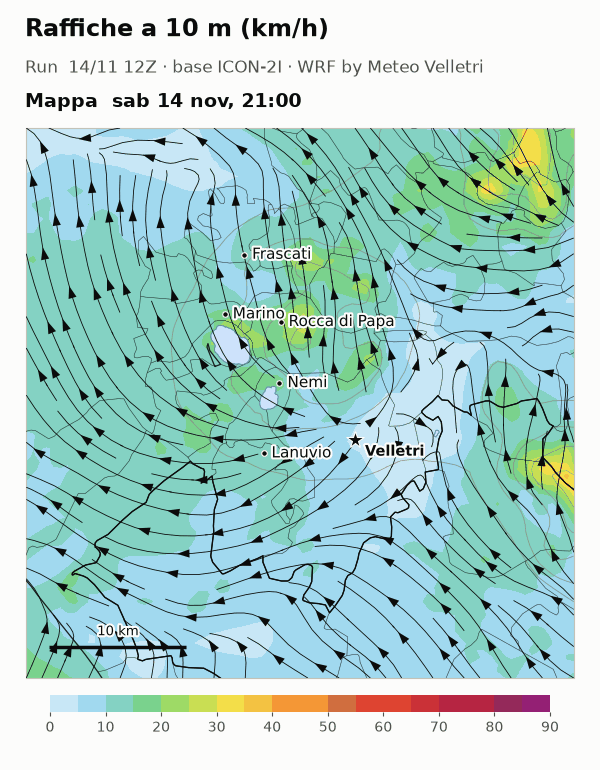 Raffiche a 10 m (km/h)
Run  14/11 12Z · base ICON-2I · WRF by Meteo Velletri
Mappa  sab 14 nov, 21:00
Frascati
Marino
Rocca di Papa
Nemi
Velletri
Lanuvio
10 km
0 10 20 30 40 50 60 70 80 90